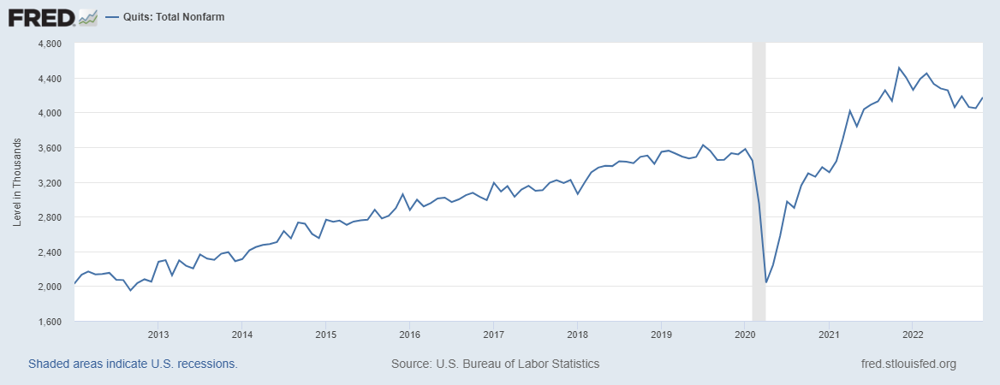 FRED
Quits: Total Nonfarm
Level in Thousands
4,800
4,400
4,000
3,600
3,200
2,800
2,400
2,000
1,600
2013 2014 2015 2016 2017 2018 2019 2020 2021 2022
Shaded areas indicate U.S. recessions. Source: U.S. Bureau of Labor Statistics fred.stlouisfed.org